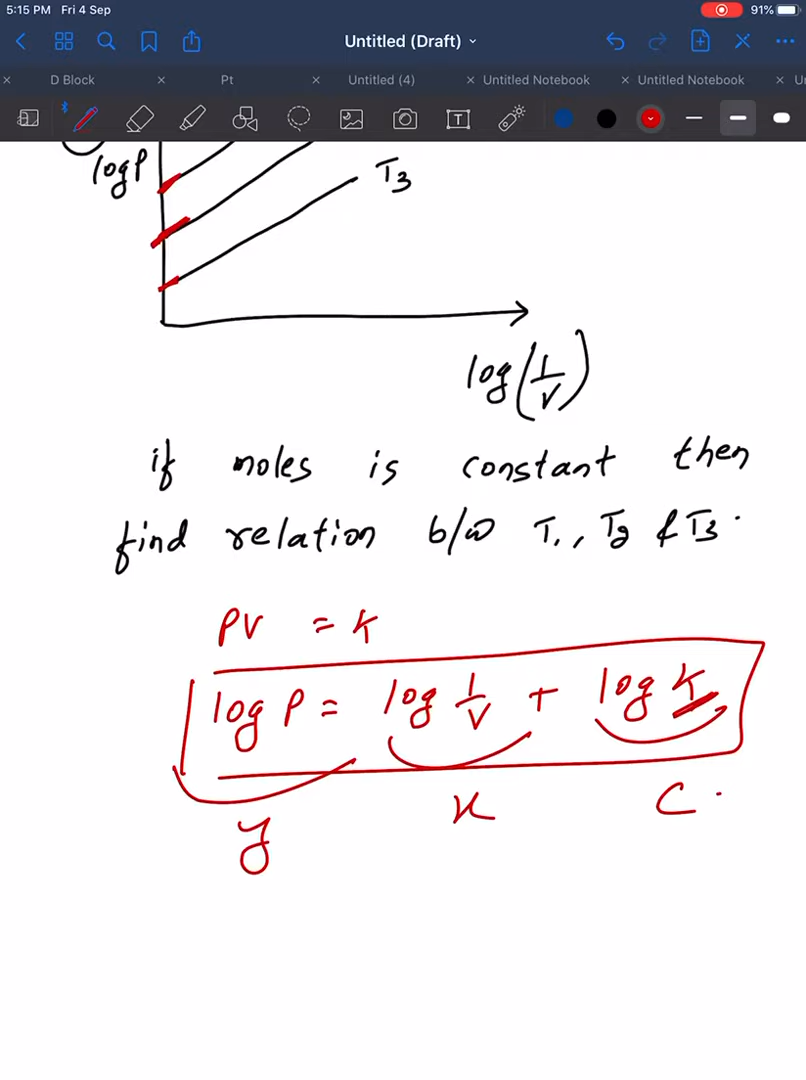 5:15 PM Fri 4 Sep
91%
Untitled (Draft)
D Block
Pt
Untitled (4)
Untitled Notebook
Untitled Notebook
T
log P
T3
log(1/V)
if moles is constant then
find relation b/w T1, T2 & T3.
PV = K
log P = log 1/V + log K
y
x
C